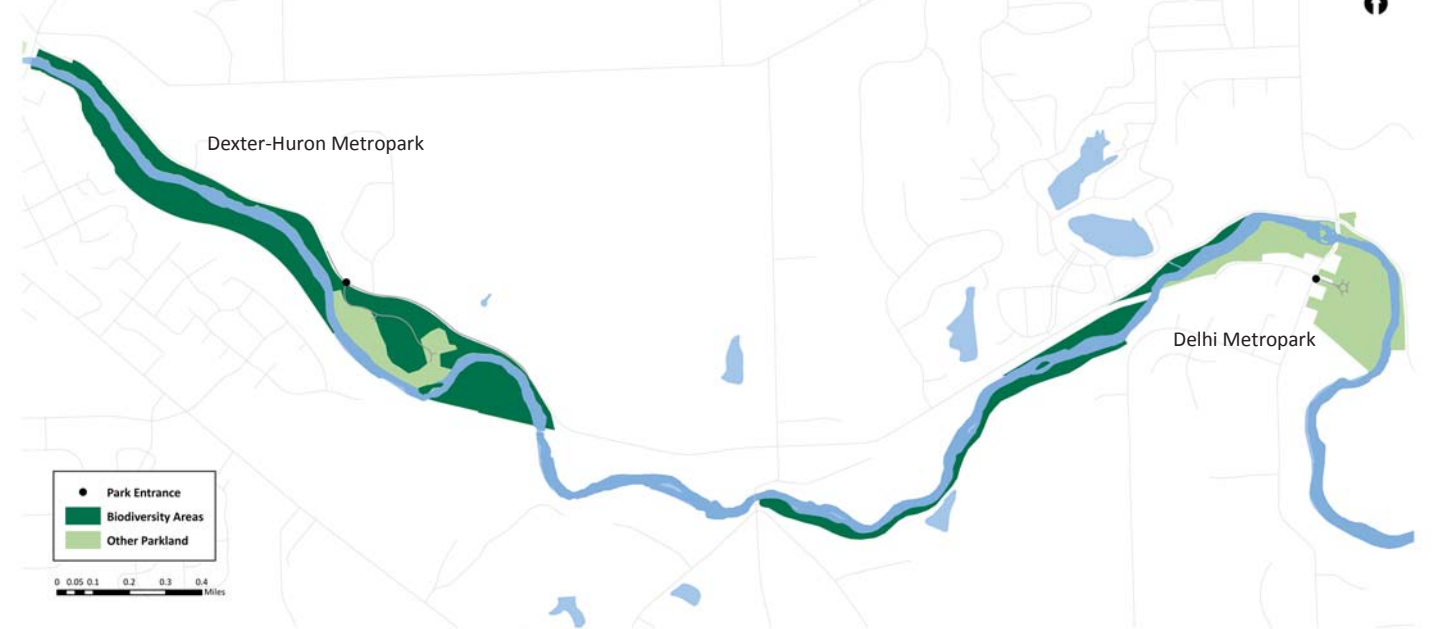 Dexter-Huron Metropark
Delhi Metropark
Park Entrance
Biodiversity Areas
Other Parkland
0 0.05 0.1 0.2 0.3 0.4
Miles